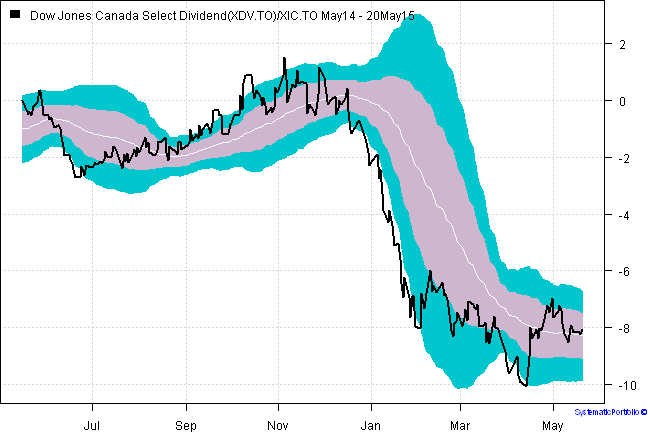 Dow Jones Canada Select Dividend(XDV.TO)/XIC.TO May14 - 20May15
2
0
-2
-4
-6
-8
-10
Jul Sep Nov Jan Mar May
SystematicPortfolio ©